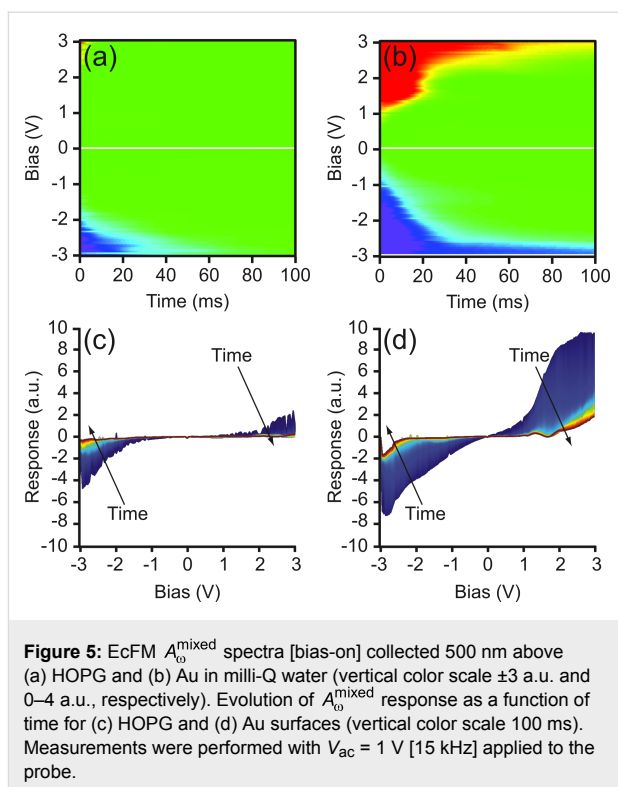 (a)
(b)
3
2
1
0
-1
-2
-3
Bias (V)
0 20 40 60 80 100
Time (ms)
3
2
1
0
-1
-2
-3
Bias (V)
0 20 40 60 80 100
Time (ms)
(c)
(d)
10
8
6
4
2
0
-2
-4
-6
-8
-10
Response (a.u.)
Time
Time
-3 -2 -1 0 1 2 3
Bias (V)
10
8
6
4
2
0
-2
-4
-6
-8
-10
Response (a.u.)
Time
Time
-3 -2 -1 0 1 2 3
Bias (V)
Figure 5: EcFM A_ω^mixed spectra [bias-on] collected 500 nm above
(a) HOPG and (b) Au in milli-Q water (vertical color scale ±3 a.u. and
0–4 a.u., respectively). Evolution of A_ω^mixed response as a function of
time for (c) HOPG and (d) Au surfaces (vertical color scale 100 ms).
Measurements were performed with V_ac = 1 V [15 kHz] applied to the
probe.